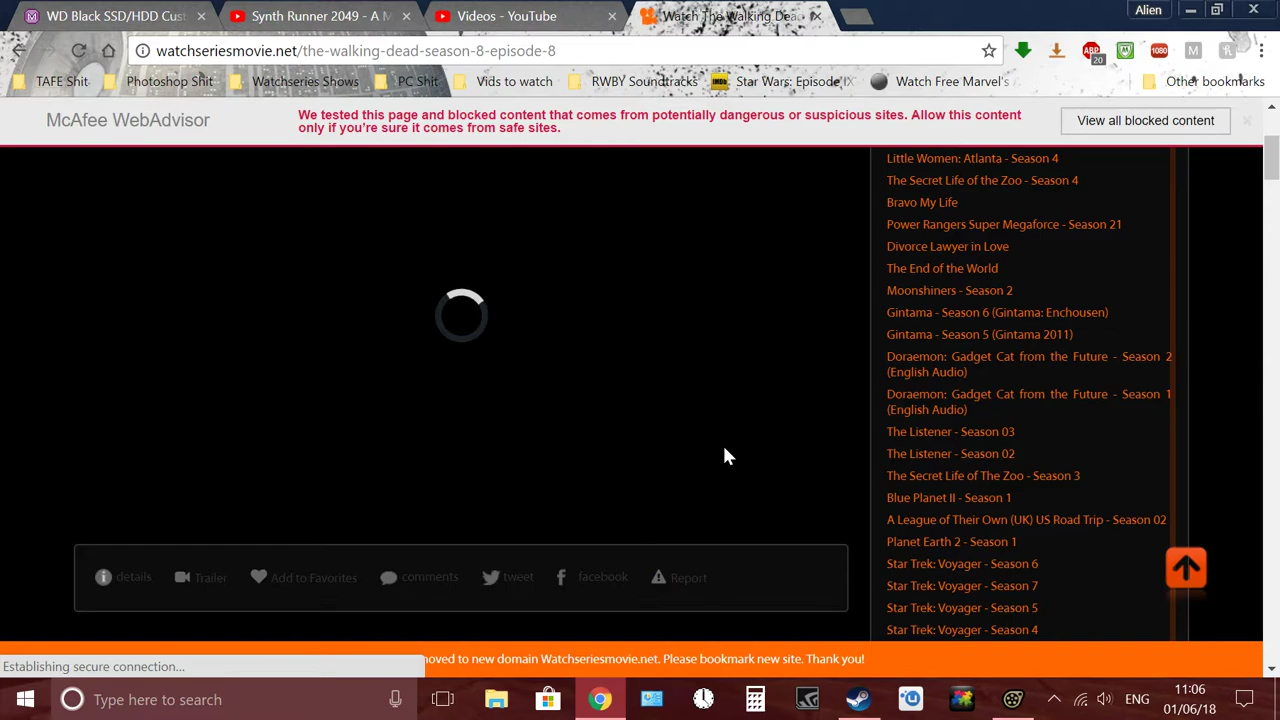 WD Black SSD/HDD Cust
Synth Runner 2049 - A M
Videos - YouTube
Watch The Walking Dead
Alien
watchseriesmovie.net/the-walking-dead-season-8-episode-8
ABP
20
1080
M
TAFE Shit
Photoshop Shit
Watchseries Shows
PC Shit
Vids to watch
RWBY Soundtracks
IMDb
Star Wars: Episode IX
Watch Free Marvel's
Other bookmarks
McAfee WebAdvisor
We tested this page and blocked content that comes from potentially dangerous or suspicious sites. Allow this content
only if you're sure it comes from safe sites.
View all blocked content
Little Women: Atlanta - Season 4
The Secret Life of the Zoo - Season 4
Bravo My Life
Power Rangers Super Megaforce - Season 21
Divorce Lawyer in Love
The End of the World
Moonshiners - Season 2
Gintama - Season 6 (Gintama: Enchousen)
Gintama - Season 5 (Gintama 2011)
Doraemon: Gadget Cat from the Future - Season 2
(English Audio)
Doraemon: Gadget Cat from the Future - Season 1
(English Audio)
The Listener - Season 03
The Listener - Season 02
The Secret Life of The Zoo - Season 3
Blue Planet II - Season 1
A League of Their Own (UK) US Road Trip - Season 02
Planet Earth 2 - Season 1
Star Trek: Voyager - Season 6
Star Trek: Voyager - Season 7
Star Trek: Voyager - Season 5
Star Trek: Voyager - Season 4
details
Trailer
Add to Favorites
comments
tweet
facebook
Report
moved to new domain Watchseriesmovie.net. Please bookmark new site. Thank you!
Establishing secure connection...
Type here to search
ENG
11:06
01/06/18